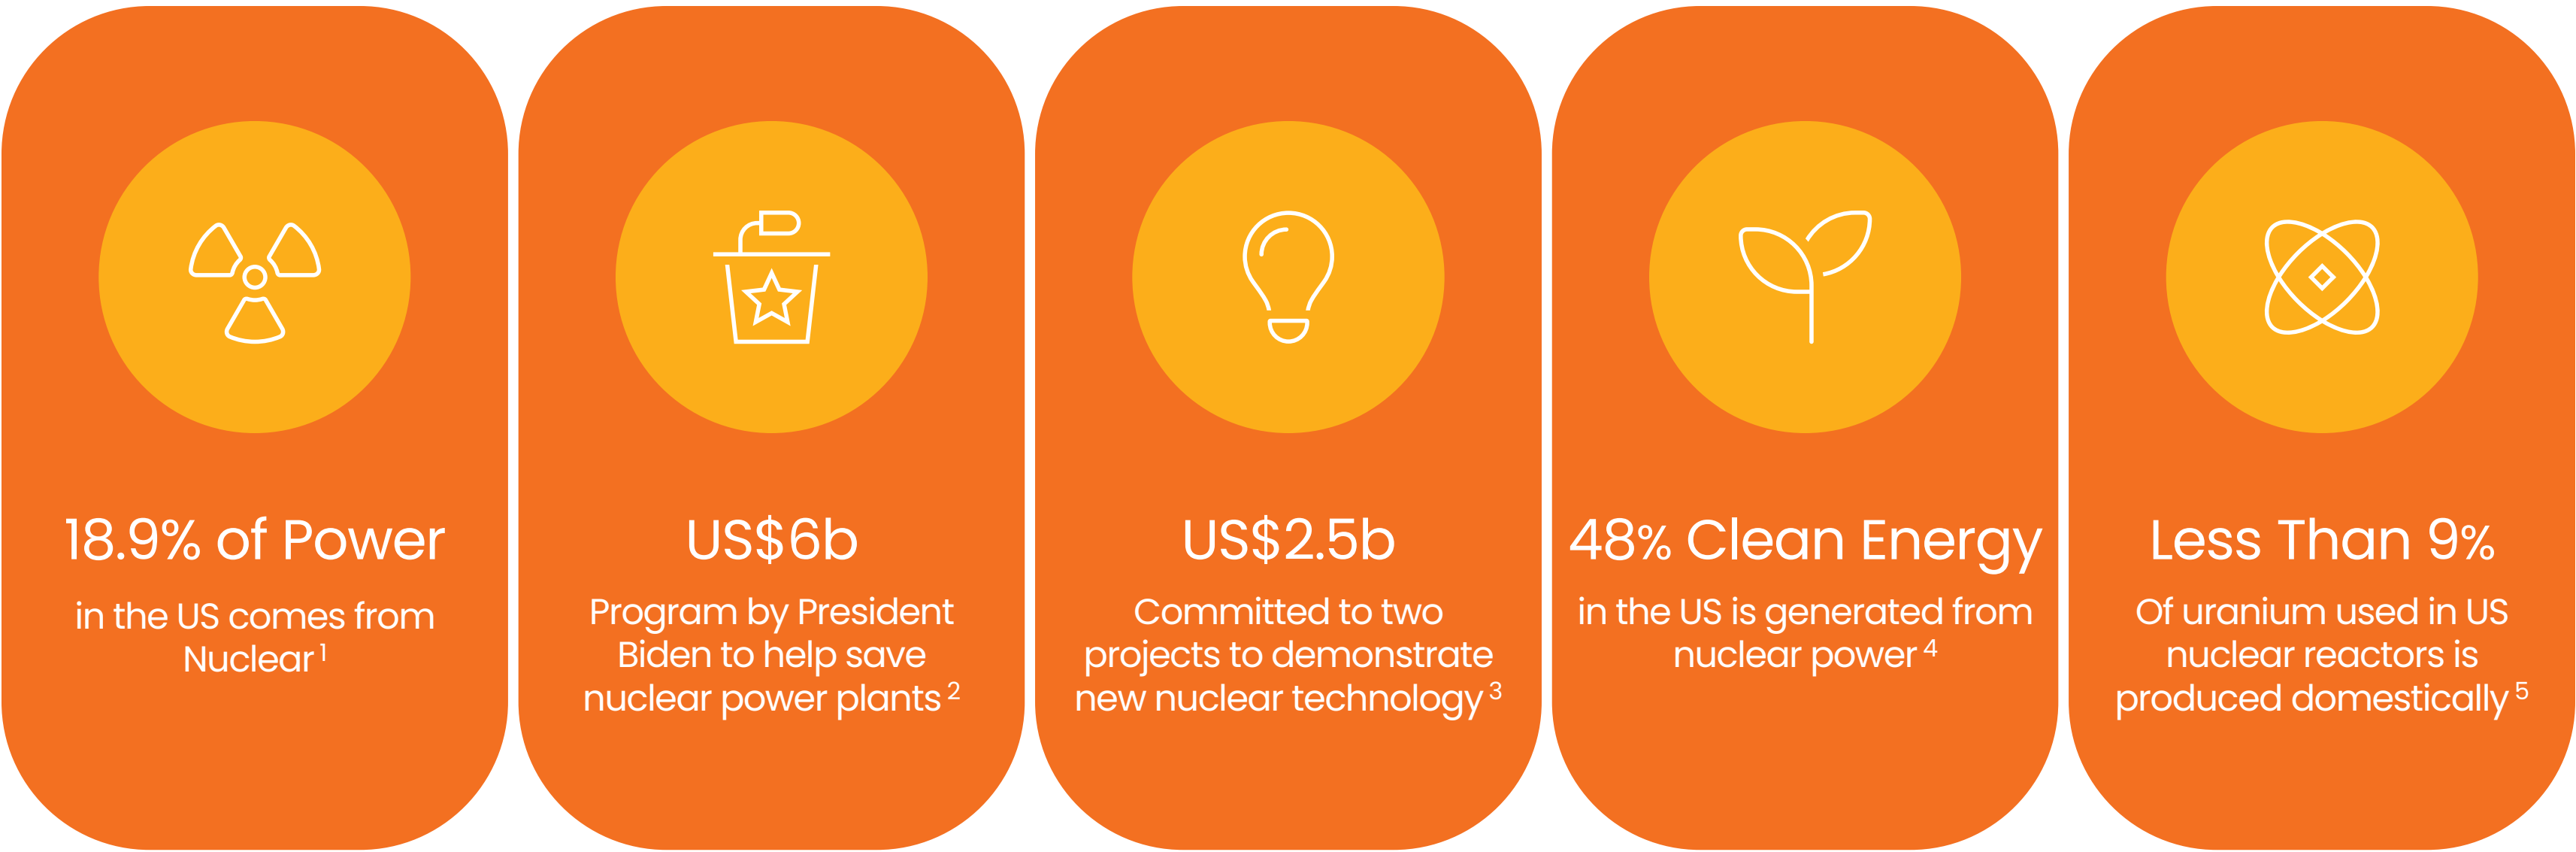 18.9% of Power
in the US comes from
Nuclear 1
US$6b
Program by President
Biden to help save
nuclear power plants 2
US$2.5b
Committed to two
projects to demonstrate
new nuclear technology 3
48% Clean Energy
in the US is generated from
nuclear power 4
Less Than 9%
Of uranium used in US
nuclear reactors is
produced domestically 5